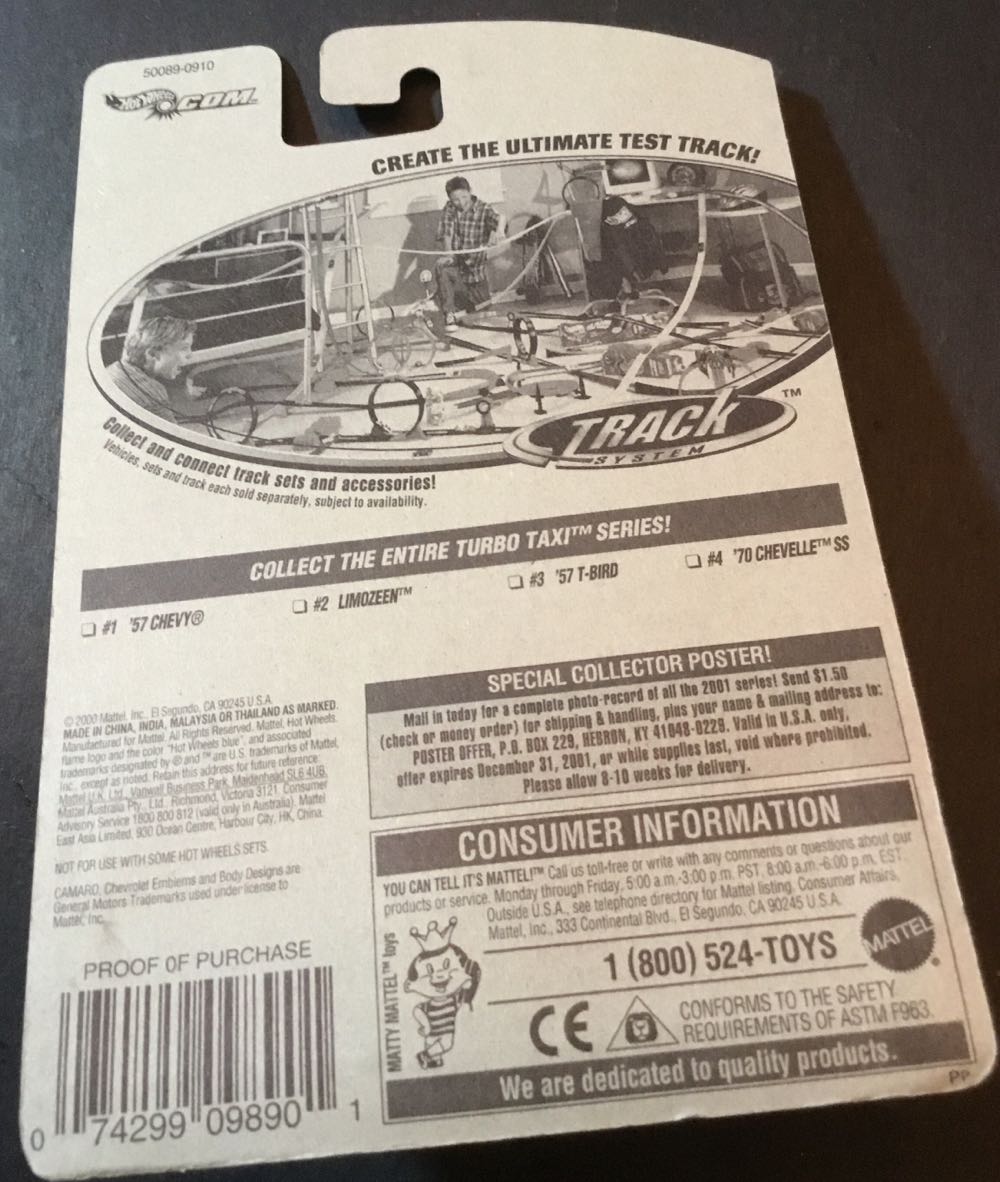 50089-0910
HOT WHEELS .COM™
CREATE THE ULTIMATE TEST TRACK!
TRACK™
SYSTEM
Collect and connect track sets and accessories!
Vehicles, sets and track each sold separately, subject to availability.
COLLECT THE ENTIRE TURBO TAXI™ SERIES!
#1 '57 CHEVY®
#2 LIMOZEEN™
#3 '57 T-BIRD
#4 '70 CHEVELLE™ SS
© 2000 Mattel, Inc., El Segundo, CA 90245 U.S.A.
MADE IN CHINA, INDIA, MALAYSIA OR THAILAND AS MARKED.
Manufactured for Mattel. All Rights Reserved. Mattel, Hot Wheels,
flame logo and the color "Hot Wheels blue", and associated
trademarks designated by ® and ™ are U.S. trademarks of Mattel,
Inc., except as noted. Retain this address for future reference:
Mattel U.K. Ltd., Vanwall Business Park, Maidenhead SL6 4UB.
Mattel Australia Pty., Ltd., Richmond, Victoria 3121. Consumer
Advisory Service 1800 800 812 (valid only in Australia). Mattel
East Asia Limited, 930 Ocean Centre, Harbour City, HK, China.
NOT FOR USE WITH SOME HOT WHEELS SETS.
CAMARO, Chevrolet Emblems and Body Designs are
General Motors Trademarks used under license to
Mattel, Inc.
SPECIAL COLLECTOR POSTER!
Mail in today for a complete photo-record of all the 2001 series! Send $1.50
(check or money order) for shipping & handling, plus your name & mailing address to:
POSTER OFFER, P.O. BOX 229, HEBRON, KY 41048-0229. Valid in U.S.A. only,
offer expires December 31, 2001, or while supplies last, void where prohibited.
Please allow 8-10 weeks for delivery.
CONSUMER INFORMATION
YOU CAN TELL IT'S MATTEL!™ Call us toll-free or write with any comments or questions about our
products or service. Monday through Friday, 5:00 a.m.-3:00 p.m. PST, 8:00 a.m.-6:00 p.m. EST.
Outside U.S.A., see telephone directory for Mattel listing. Consumer Affairs,
Mattel, Inc., 333 Continental Blvd., El Segundo, CA 90245 U.S.A.
1 (800) 524-TOYS
MATTEL
MATTY MATTEL™ toys
CE
CONFORMS TO THE SAFETY
REQUIREMENTS OF ASTM F963.
We are dedicated to quality products.
PP
PROOF OF PURCHASE
0 74299 09890 1